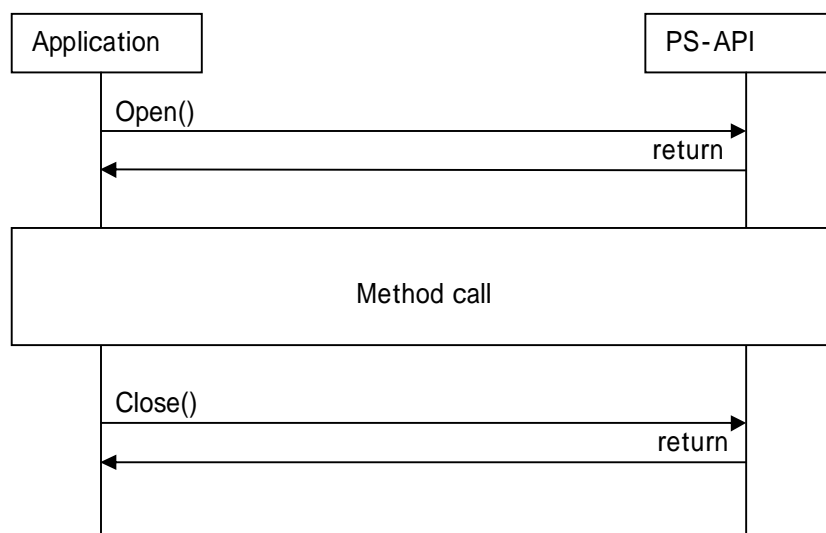 Application
PS-API
Open()
return
Method call
Close()
return